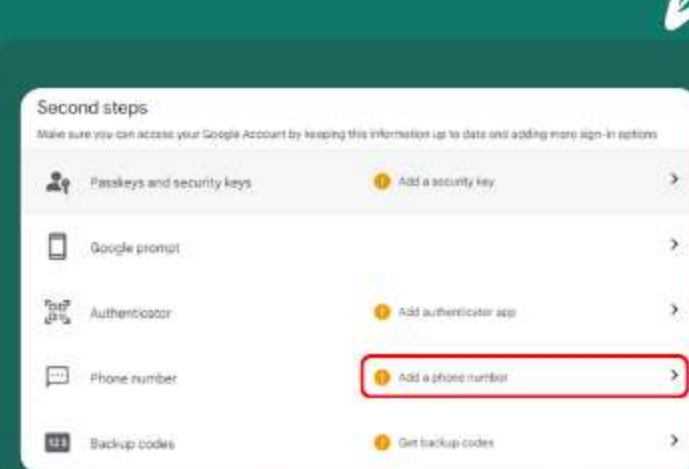 Second steps
Make sure you can access your Google Account by keeping this information up to date and adding more sign-in options
Passkeys and security keys
Add a security key
Google prompt
Authenticator
Add authenticator app
Phone number
Add a phone number
123
Backup codes
Get backup codes